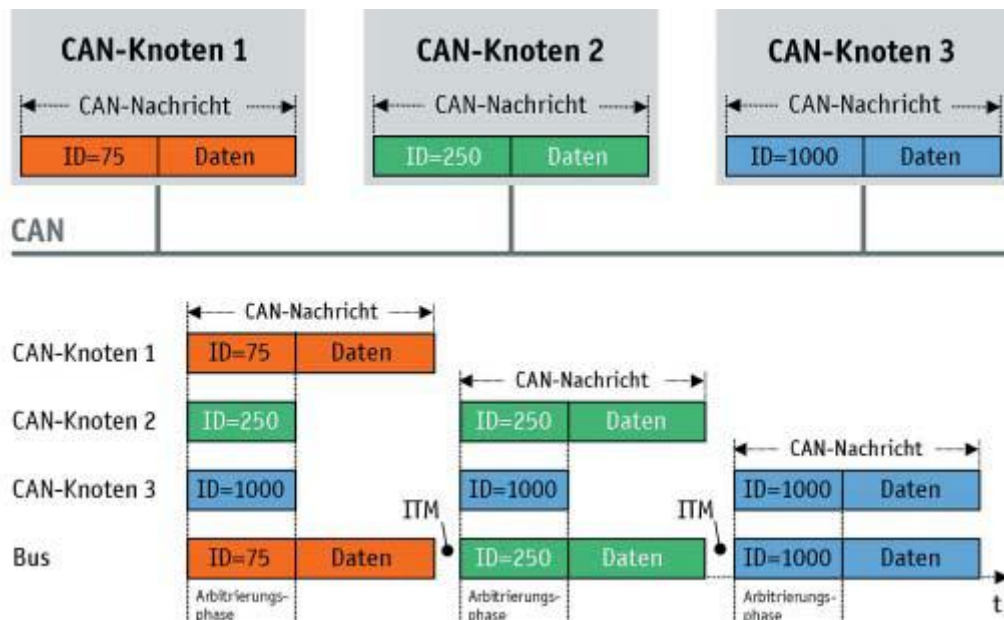 CAN-Knoten 1 CAN-Knoten 2 CAN-Knoten 3
CAN-Nachricht CAN-Nachricht CAN-Nachricht
ID=75 Daten ID=250 Daten ID=1000 Daten
CAN
CAN-Nachricht
CAN-Knoten 1 ID=75 Daten
CAN-Nachricht
CAN-Knoten 2 ID=250 ID=250 Daten
CAN-Nachricht
CAN-Knoten 3 ID=1000 ID=1000 ID=1000 Daten
ITM ITM
Bus ID=75 Daten ID=250 Daten ID=1000 Daten
Arbitrierungs- Arbitrierungs- Arbitrierungs- t
phase phase phase